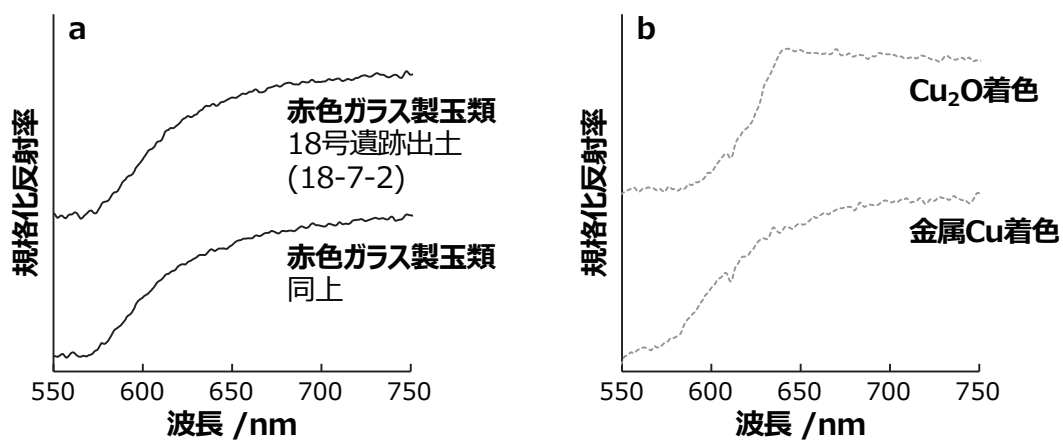 a
赤色ガラス製玉類
18号遺跡出土
(18-7-2)
赤色ガラス製玉類
同上
規格化反射率
550 600 650 700 750
波長 /nm
b
Cu₂O着色
金属Cu着色
規格化反射率
550 600 650 700 750
波長 /nm